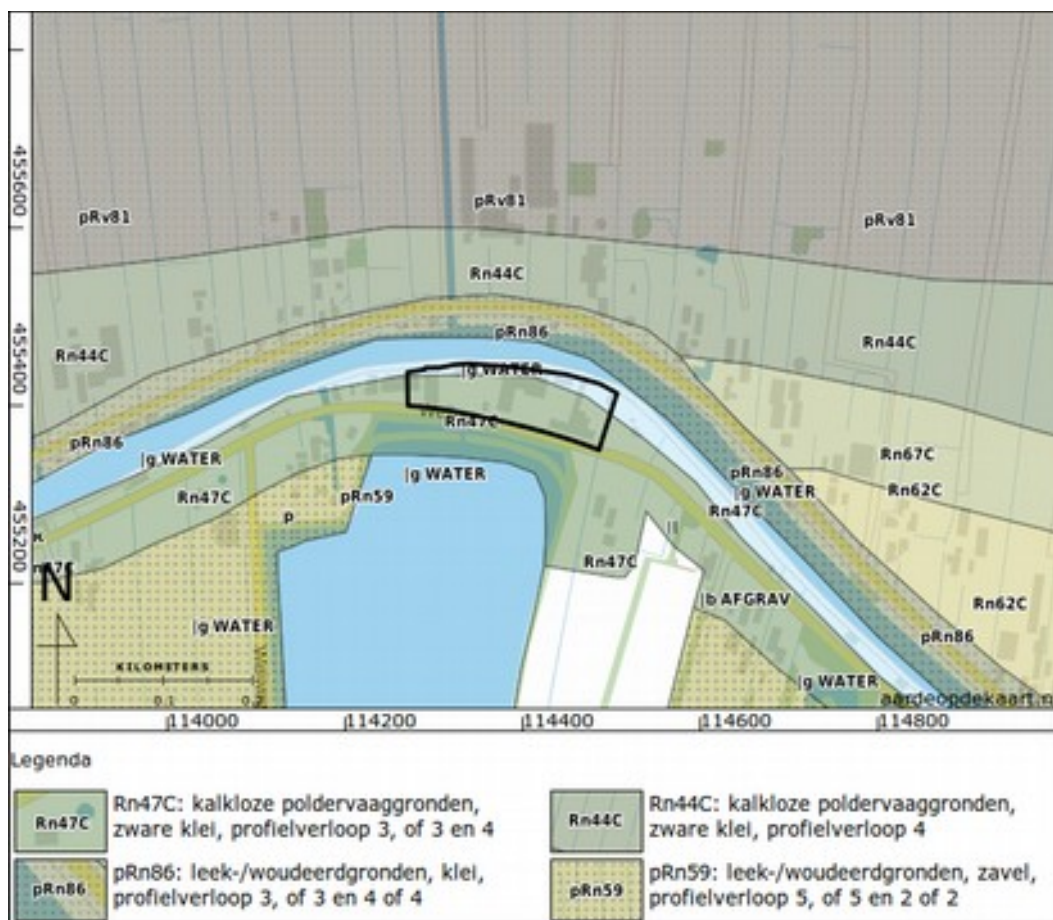 455600
pRv81
pRv81
pRv81
Rn44C
455400
Rn44C
pRn86
Rn44C
|g WATER
Rn47C
pRn86
|g WATER
|g WATER
pRn86
Rn67C
Rn47C
pRn59
|g WATER
Rn62C
Rn47C
455200
p
||
Rn47C
N
|b AFGRAV
Rn62C
|g WATER
pRn86
KILOMETERS
0 0.1 0.2
|g WATER
aardeopdekaart.n
114000 114200 114400 114600 114800
Legenda
Rn47C
Rn47C: kalkloze poldervaaggronden,
zware klei, profielverloop 3, of 3 en 4
Rn44C
Rn44C: kalkloze poldervaaggronden,
zware klei, profielverloop 4
pRn86
pRn86: leek-/woudeerdgronden, klei,
profielverloop 3, of 3 en 4 of 4
pRn59
pRn59: leek-/woudeerdgronden, zavel,
profielverloop 5, of 5 en 2 of 2